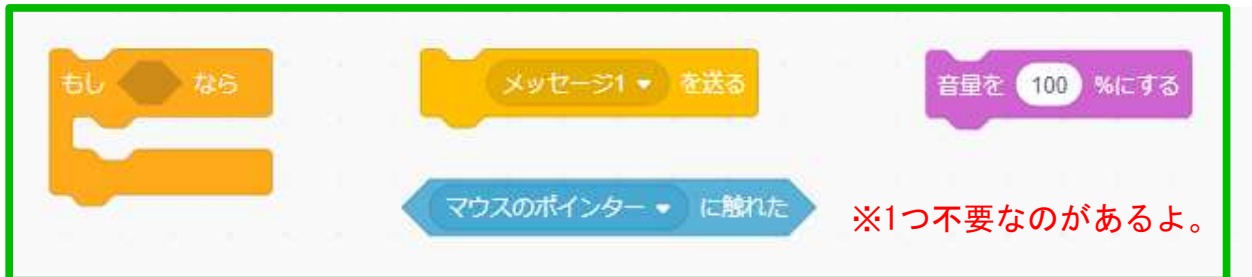 もし なら
メッセージ1 を送る
音量を 100 %にする
マウスのポインター に触れた
※1つ不要なのがあるよ。